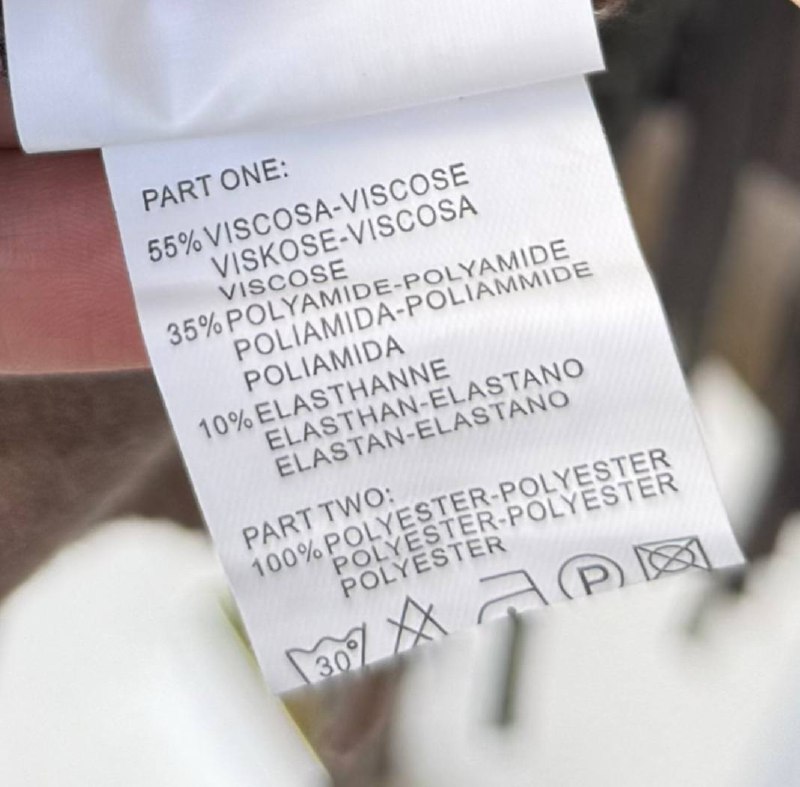 PART ONE:
55% VISCOSA-VISCOSE
VISKOSE-VISCOSA
VISCOSE
35% POLYAMIDE-POLYAMIDE
POLIAMIDA-POLIAMMIDE
POLIAMIDA
10% ELASTHANNE
ELASTHAN-ELASTANO
ELASTAN-ELASTANO
PART TWO:
100% POLYESTER-POLYESTER
POLYESTER-POLYESTER
POLYESTER
30° P